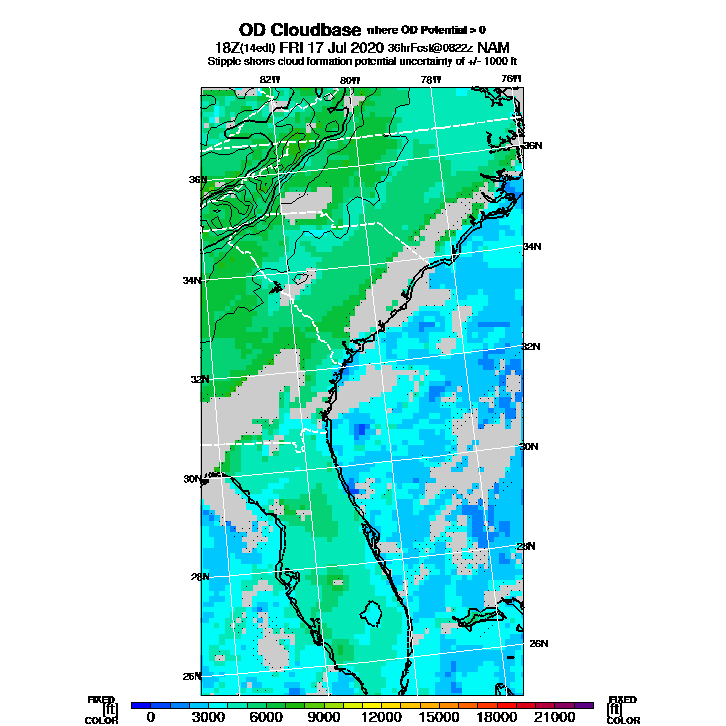 OD Cloudbase where OD Potential > 0
18Z(14edt) FRI 17 Jul 2020 36hrFcst@0822z NAM
Stipple shows cloud formation potential uncertainty of +/- 1000 ft
82W 80W 78W 76W
36N
36N
34N
34N
32N
32N
30N
30N
28N
28N
26N
26N
FIXED FIXED
[ft] [ft]
COLOR 0 3000 6000 9000 12000 15000 18000 21000 COLOR